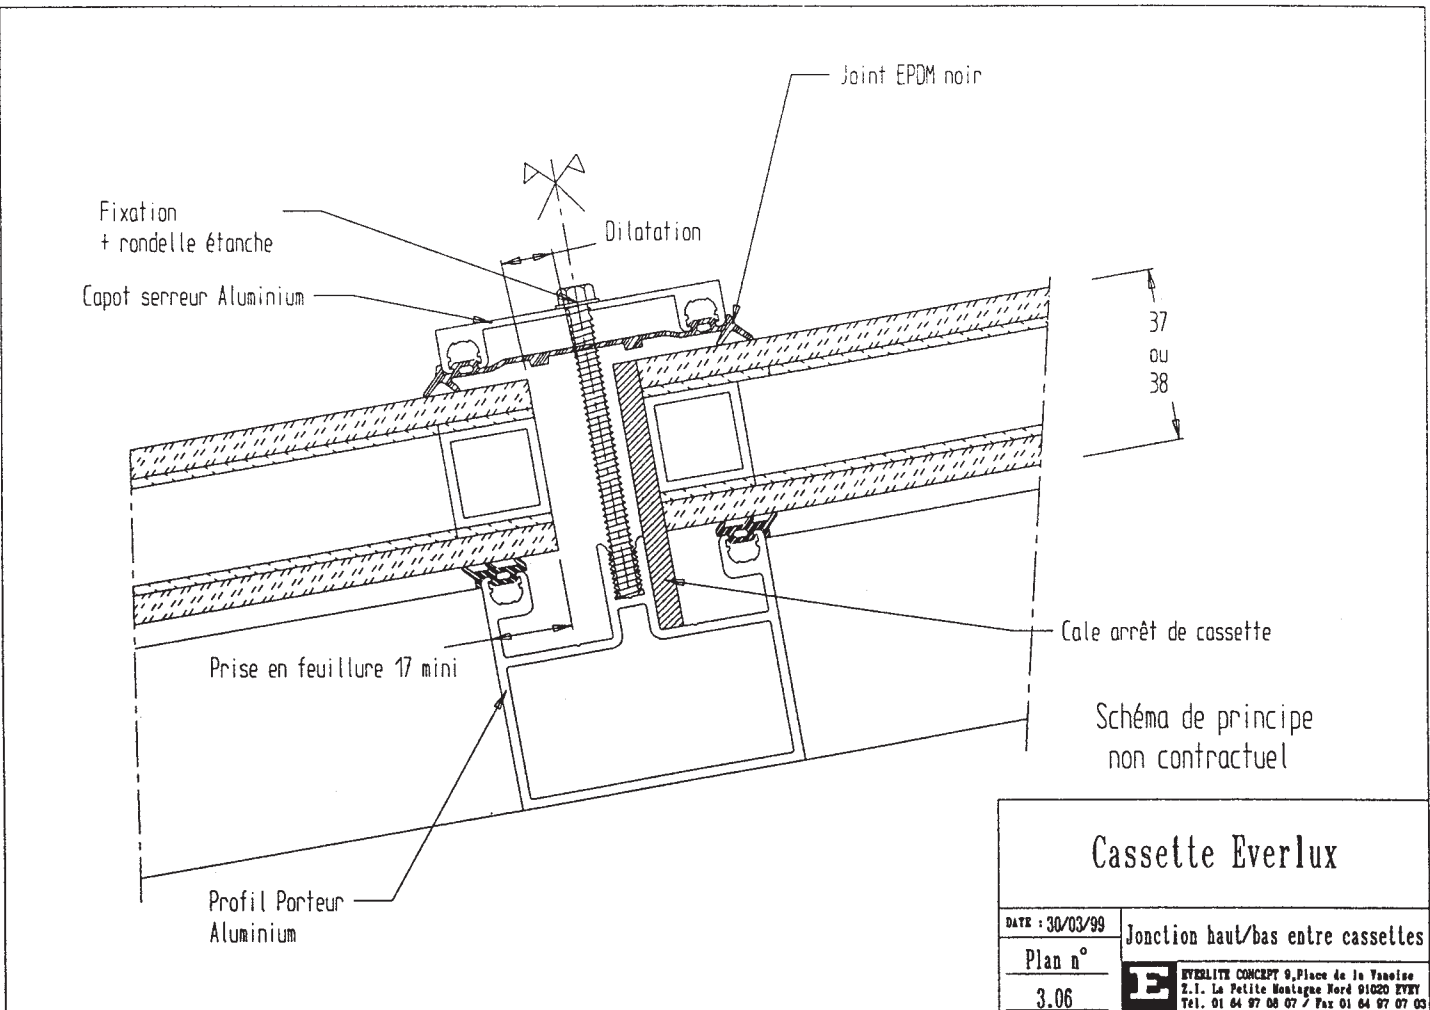 Joint EPDM noir
Fixation
+ rondelle étanche
Dilatation
Capot serreur Aluminium
37
ou
38
Cale arrêt de cassette
Prise en feuillure 17 mini
Schéma de principe
non contractuel
Profil Porteur
Aluminium
Cassette Everlux
DATE : 30/03/99
Jonction haut/bas entre cassettes
Plan n°
3.06
E
EVERLITE CONCEPT 9,Place de la Vanoise
Z.I. La Petite Montagne Nord 91020 EVRY
Tél. 01 64 97 08 07 / Fax 01 64 97 07 03